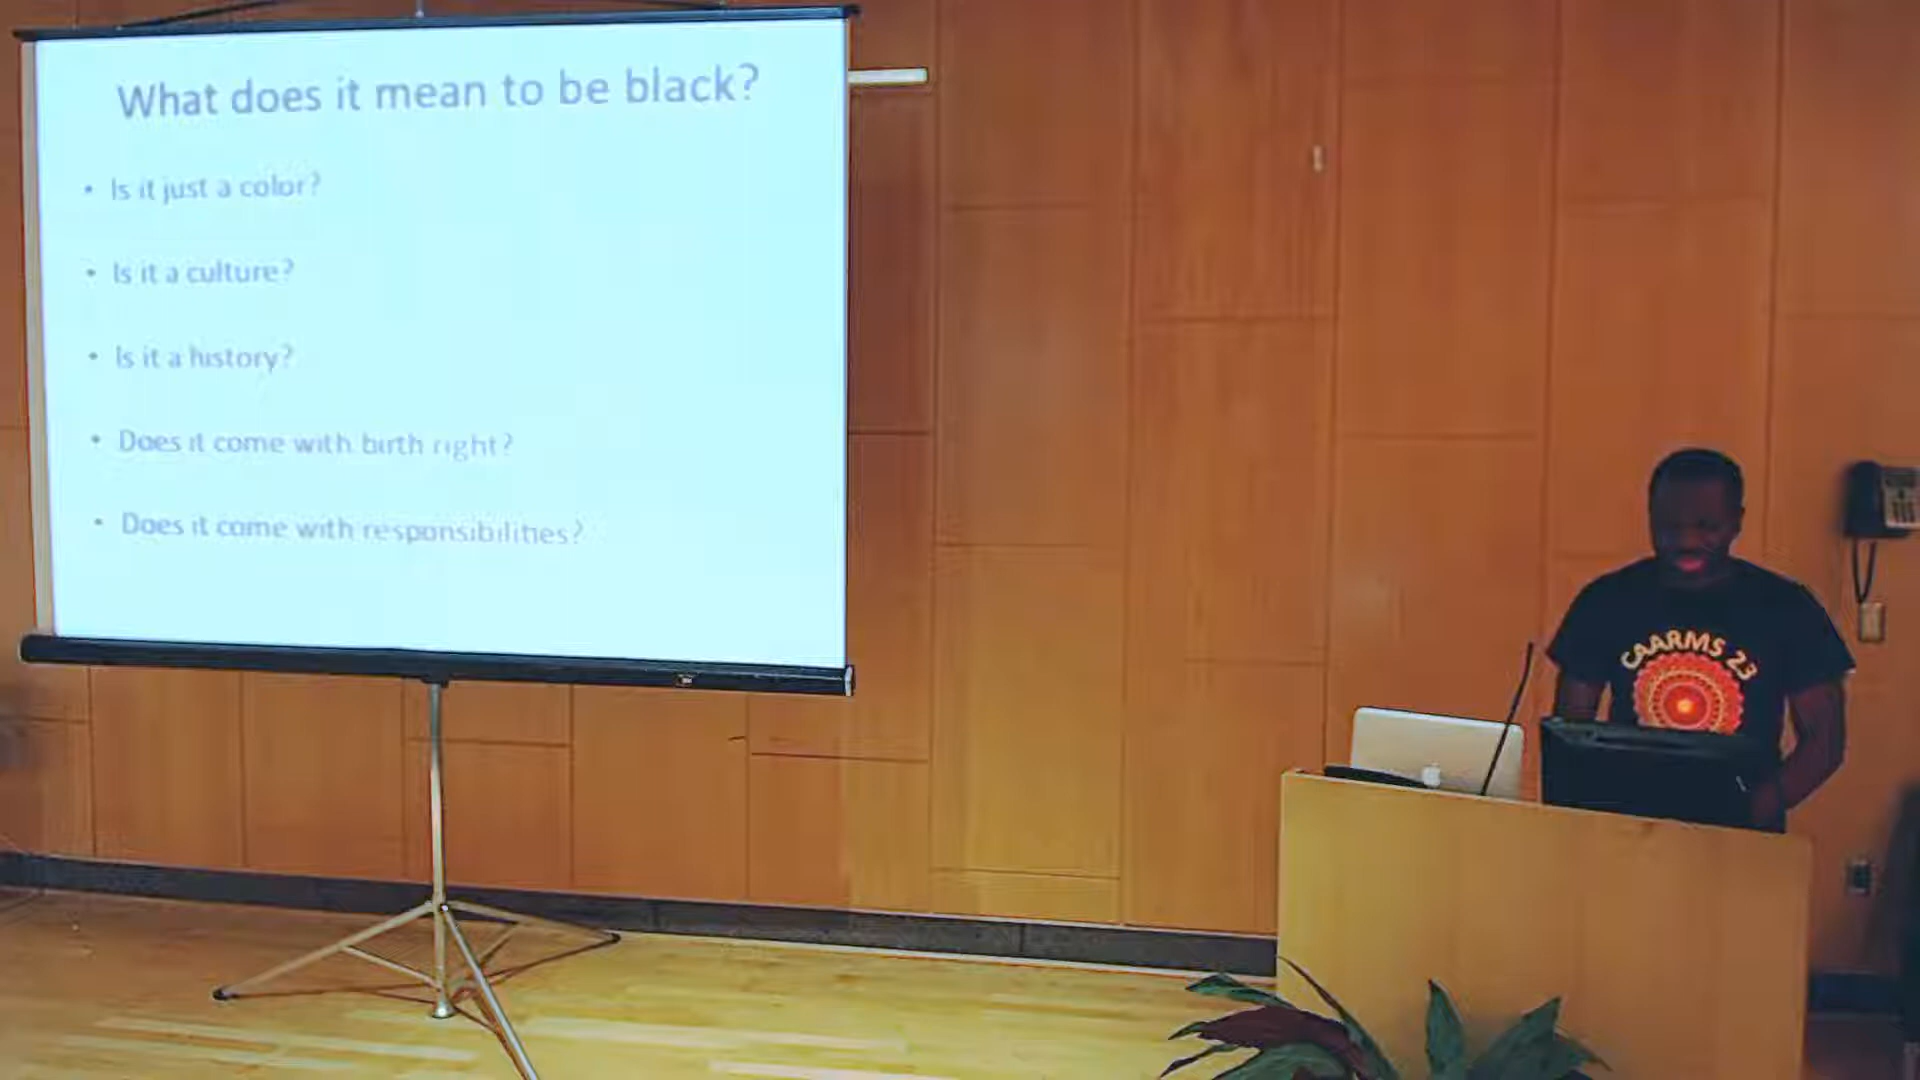 What does it mean to be black?
• Is it just a color?
• Is it a culture?
• Is it a history?
• Does it come with birth right?
• Does it come with responsibilities?
CAARMS 23